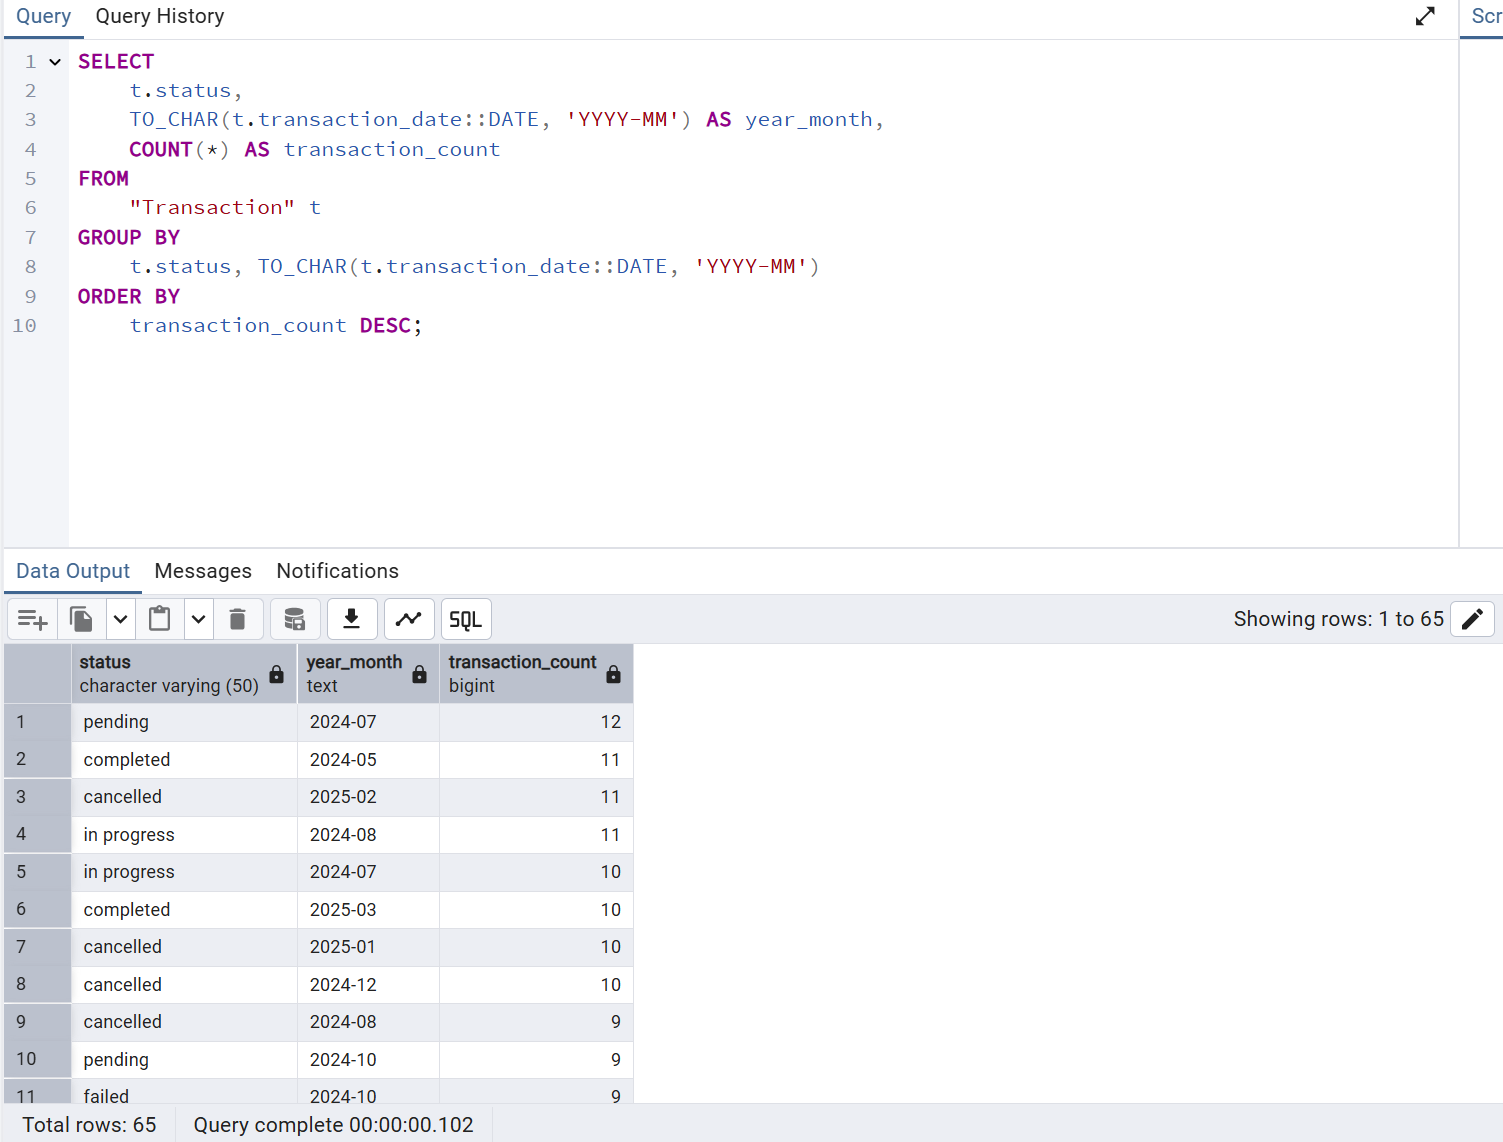 Query Query History Scr
1 SELECT
2 t.status,
3 TO_CHAR(t.transaction_date::DATE, 'YYYY-MM') AS year_month,
4 COUNT(*) AS transaction_count
5 FROM
6 "Transaction" t
7 GROUP BY
8 t.status, TO_CHAR(t.transaction_date::DATE, 'YYYY-MM')
9 ORDER BY
10 transaction_count DESC;
Data Output Messages Notifications
SQL Showing rows: 1 to 65
status year_month transaction_count
character varying (50) text bigint
1 pending 2024-07 12
2 completed 2024-05 11
3 cancelled 2025-02 11
4 in progress 2024-08 11
5 in progress 2024-07 10
6 completed 2025-03 10
7 cancelled 2025-01 10
8 cancelled 2024-12 10
9 cancelled 2024-08 9
10 pending 2024-10 9
11 failed 2024-10 9
Total rows: 65 Query complete 00:00:00.102